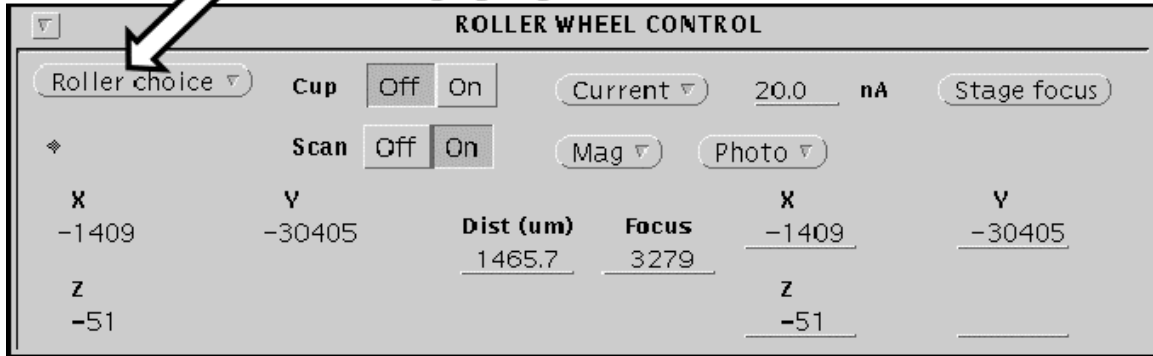 ROLLER WHEEL CONTROL
Roller choice Cup Off On Current 20.0 nA Stage focus
Scan Off On Mag Photo
X Y X Y
-1409 -30405 Dist (um) Focus -1409 -30405
1465.7 3279
Z Z
-51 -51